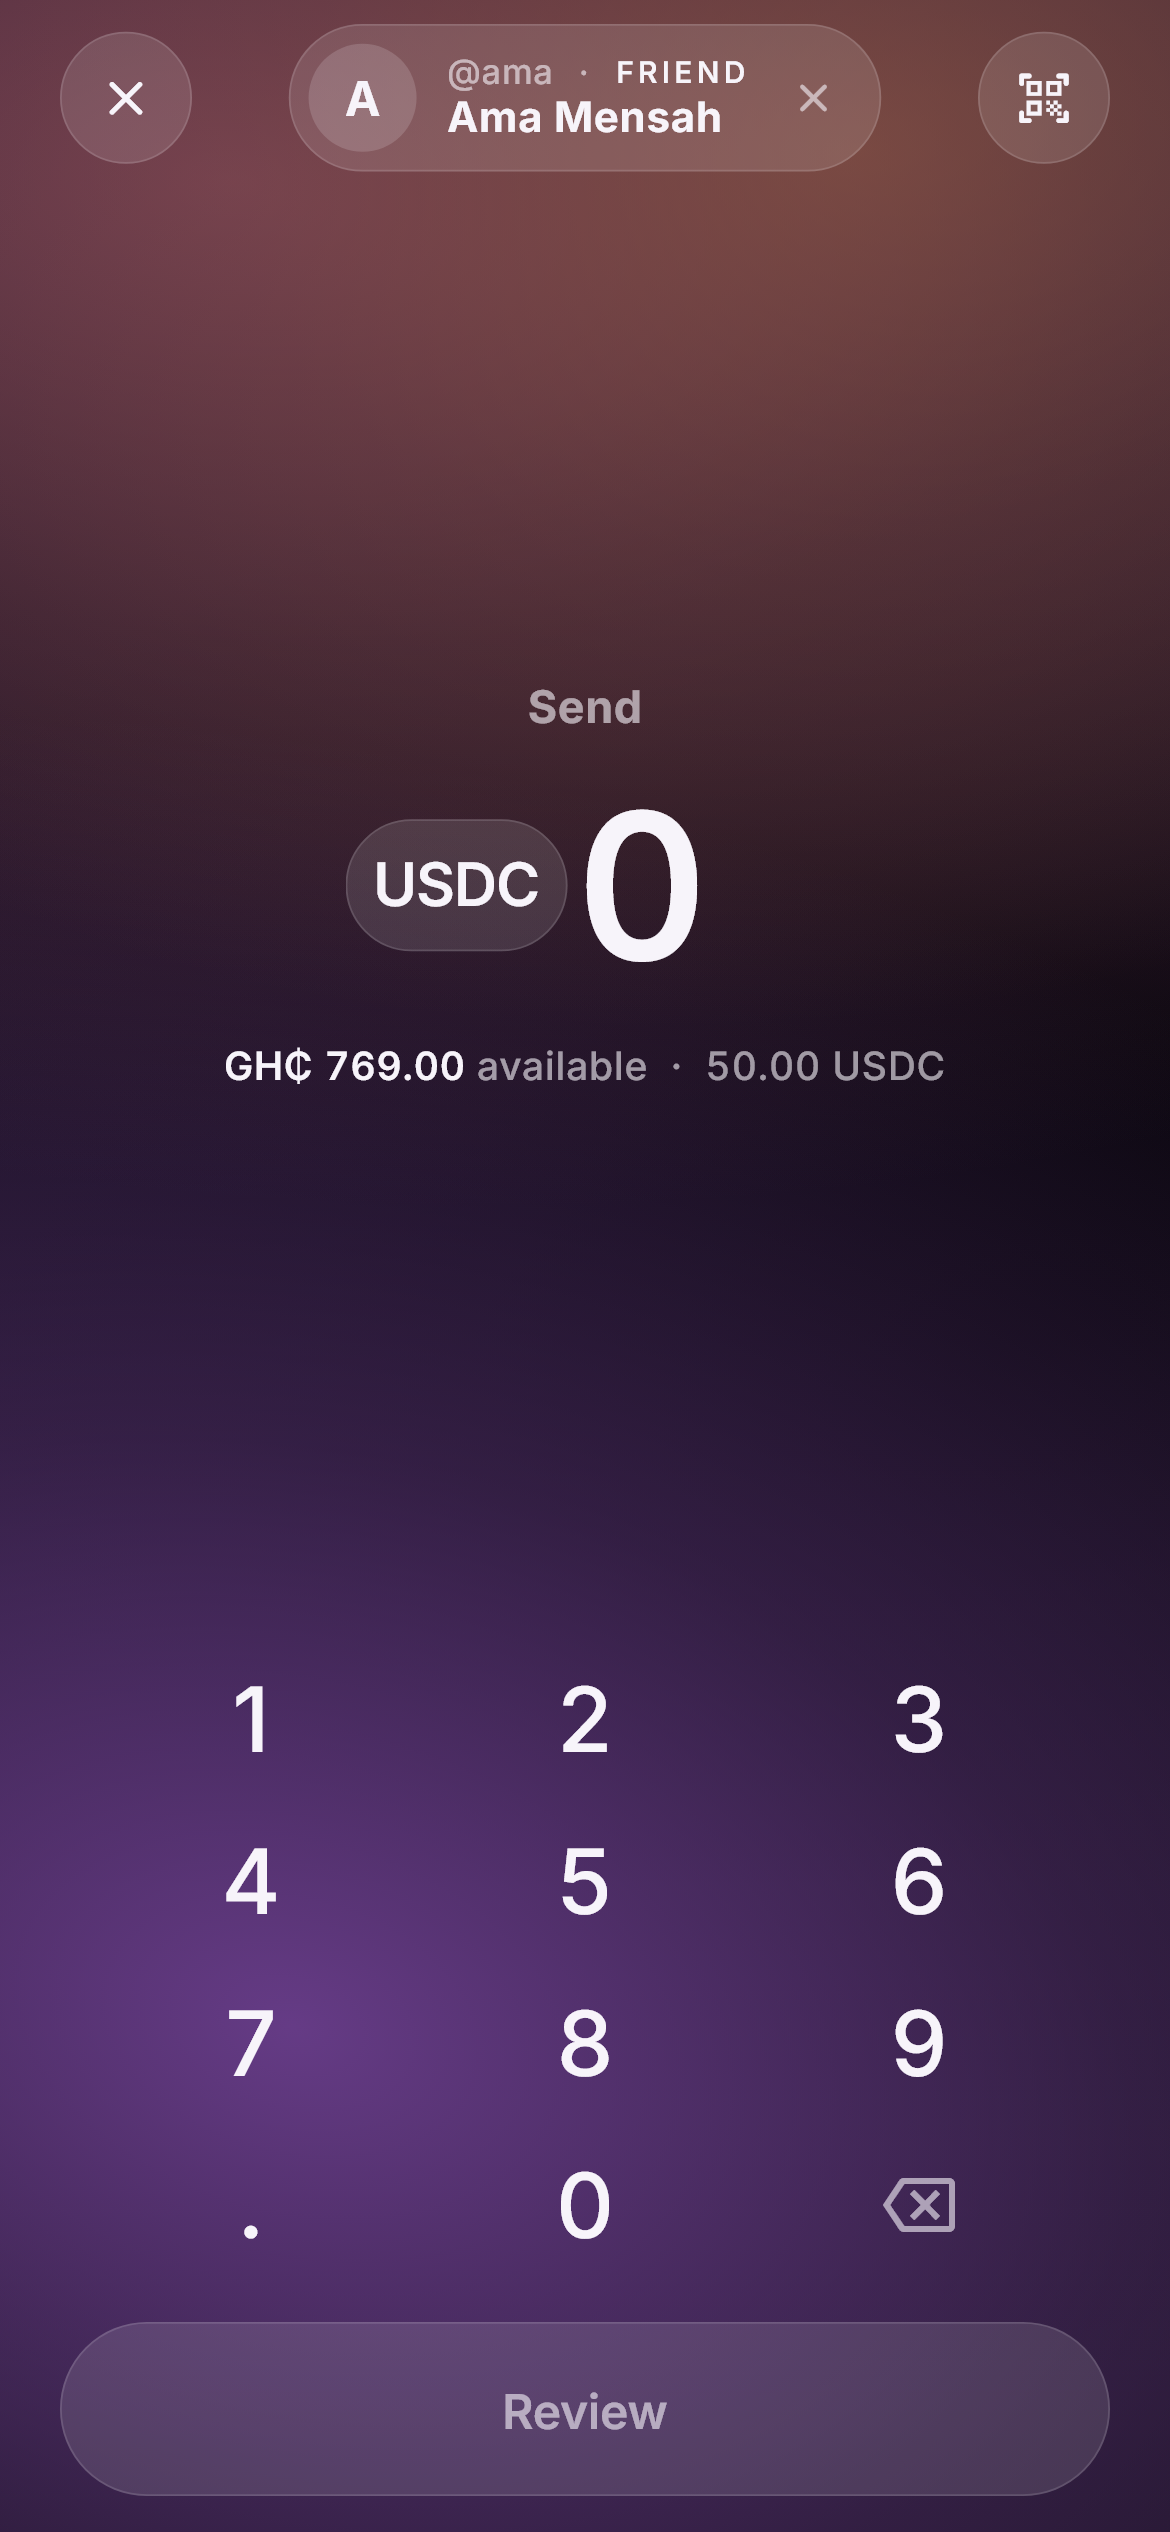 A
@ama · FRIEND
Ama Mensah
Send
USDC 0
GH₵ 769.00 available · 50.00 USDC
1 2 3
4 5 6
7 8 9
. 0
Review